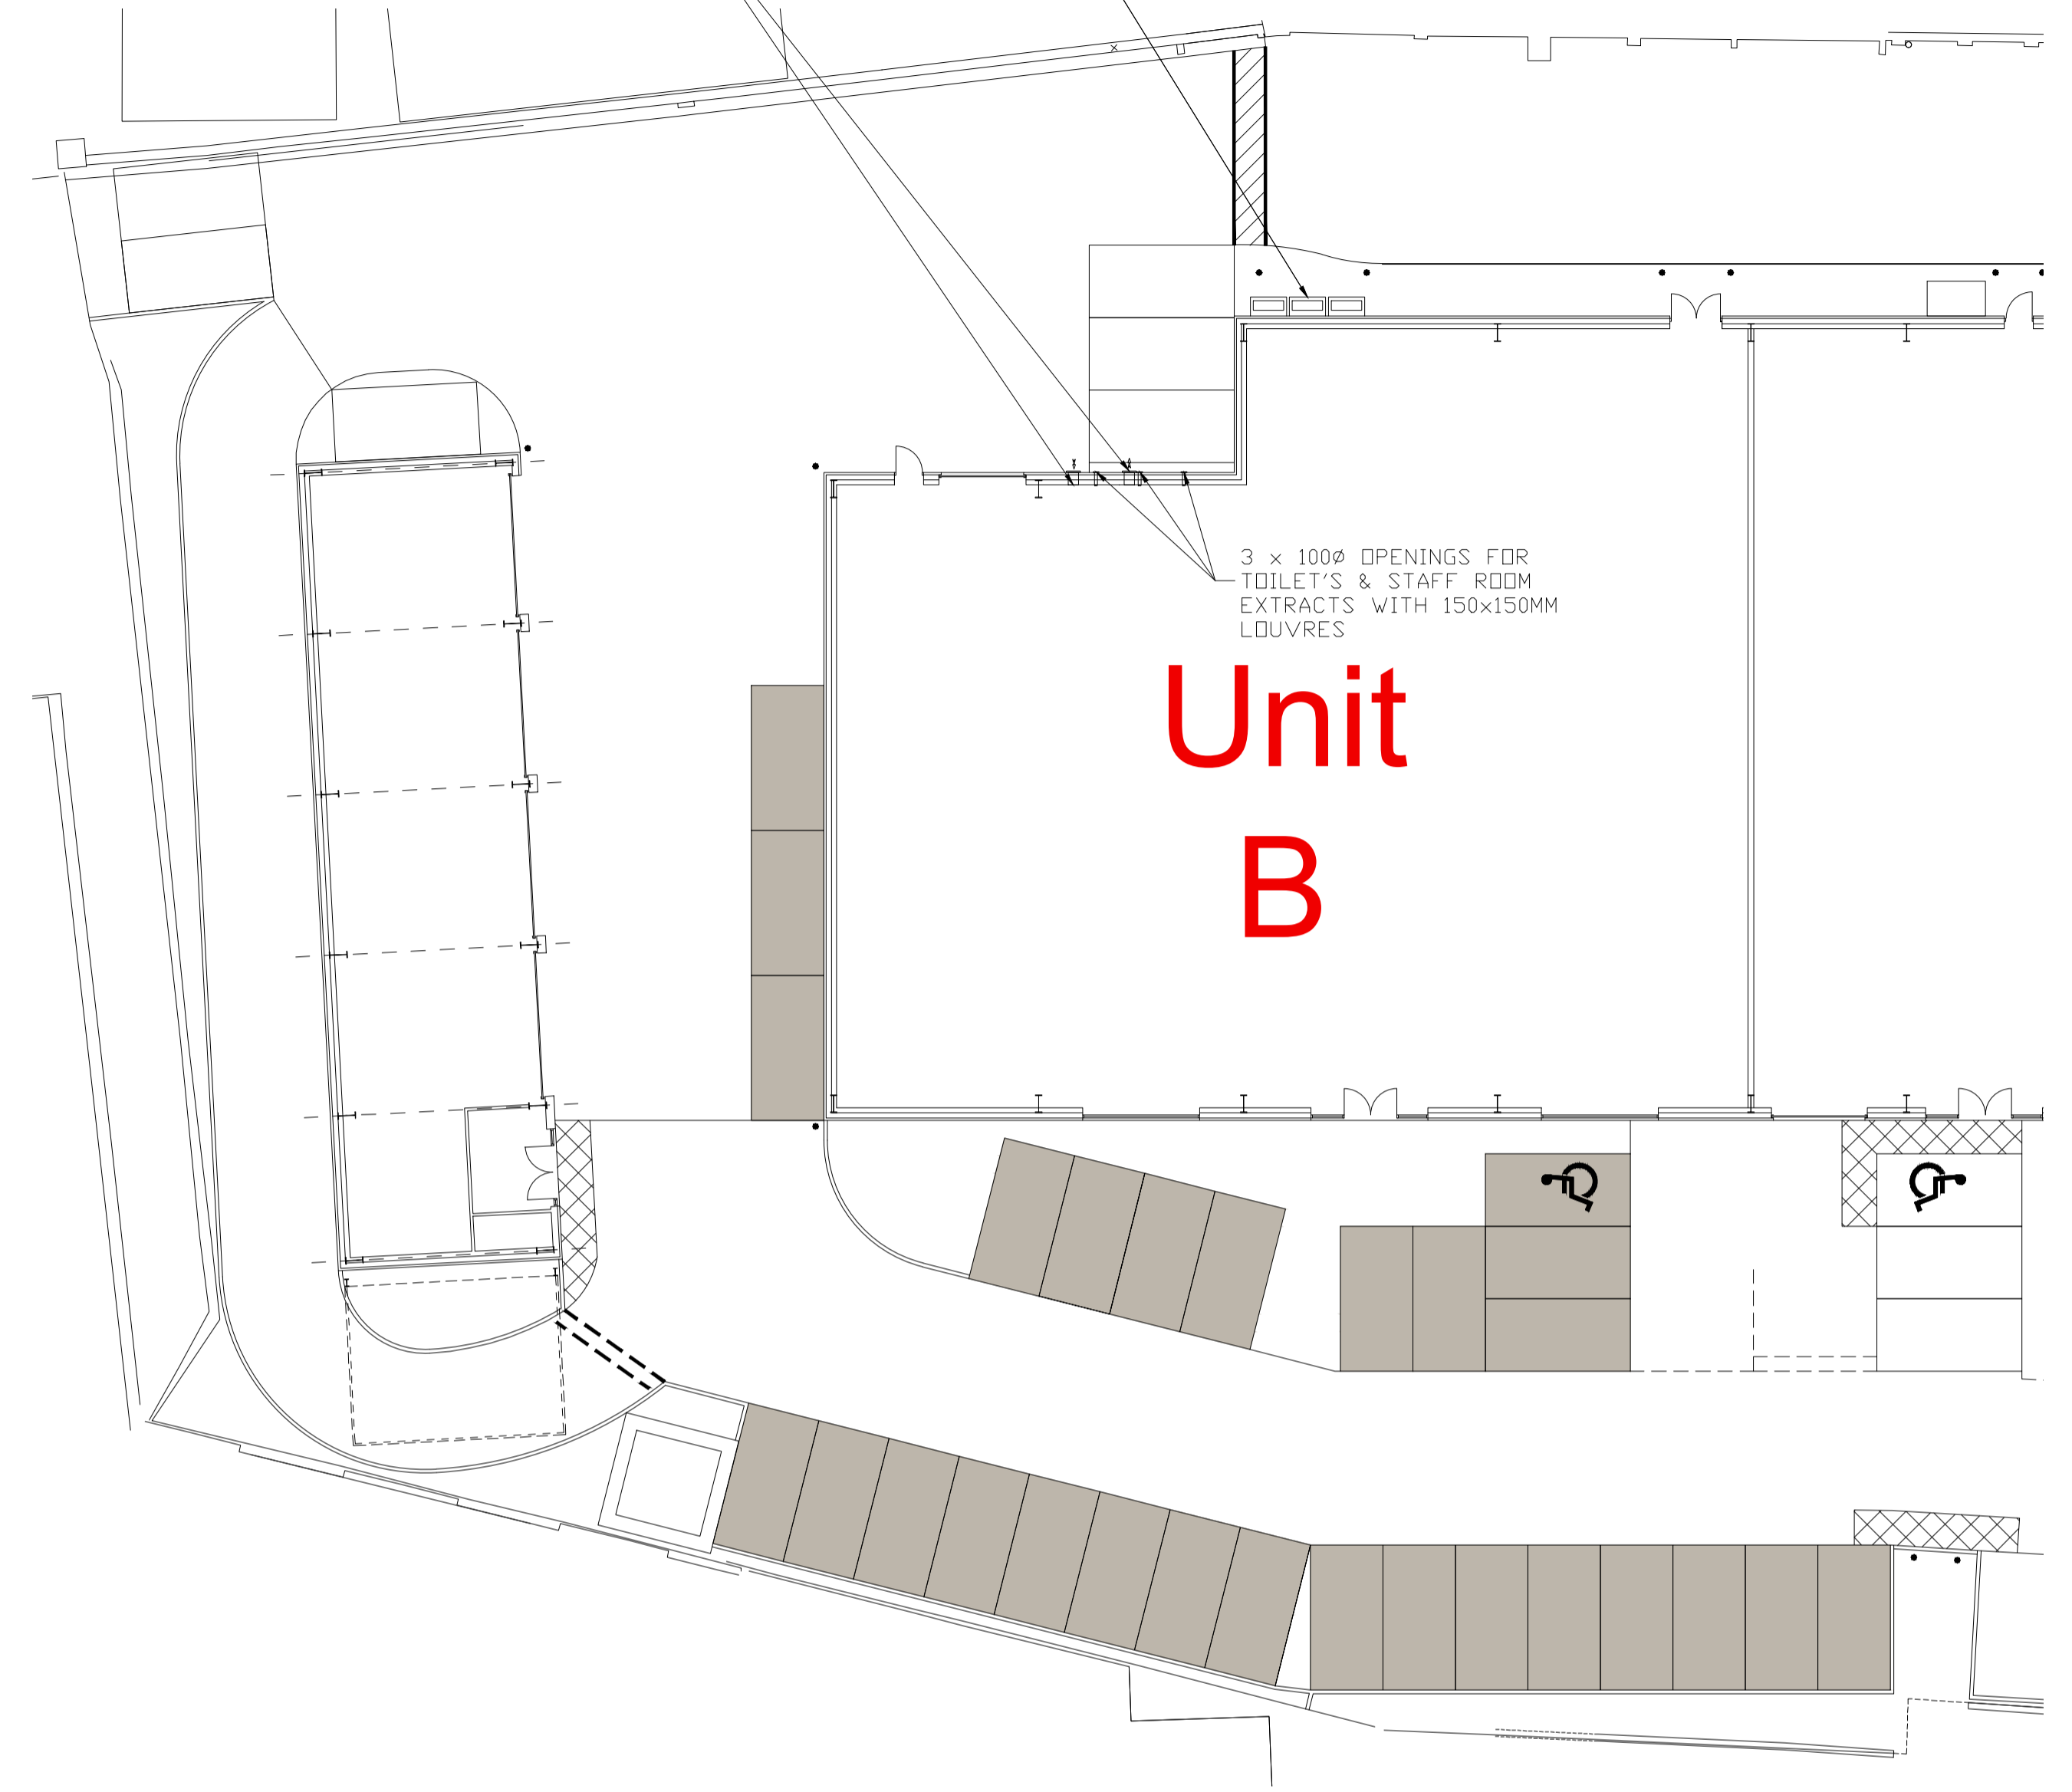 3 x 100ø OPENINGS FOR
TOILET'S & STAFF ROOM
EXTRACTS WITH 150x150MM
LOUVRES
Unit
B